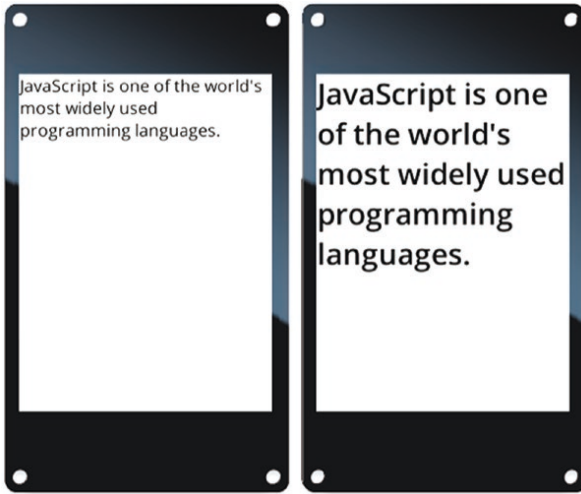 JavaScript is one of the world's
most widely used
programming languages.
JavaScript is one
of the world's
most widely used
programming
languages.